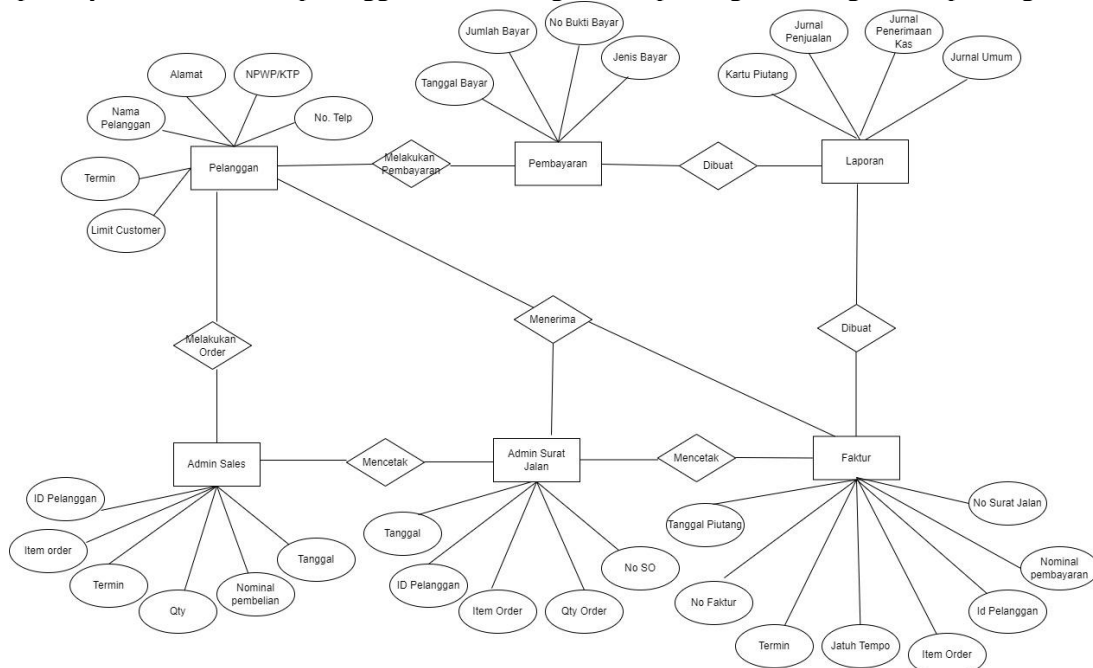 Jumlah Bayar
No Bukti Bayar
Jenis Bayar
Tanggal Bayar
Jurnal
Penjualan
Jurnal
Penerimaan
Kas
Jurnal Umum
Kartu Piutang
Alamat
NPWP/KTP
Nama
Pelanggan
No. Telp
Termin
Limit Customer
Pelanggan
Melakukan
Pembayaran
Pembayaran
Dibuat
Laporan
Melakukan
Order
Menerima
Dibuat
Admin Sales
Mencetak
Admin Surat
Jalan
Mencetak
Faktur
ID Pelanggan
Item order
Termin
Qty
Nominal
pembelian
Tanggal
Tanggal
ID Pelanggan
Item Order
Qty Order
No SO
Tanggal Piutang
No Faktur
Termin
Jatuh Tempo
Item Order
Id Pelanggan
Nominal
pembayaran
No Surat Jalan